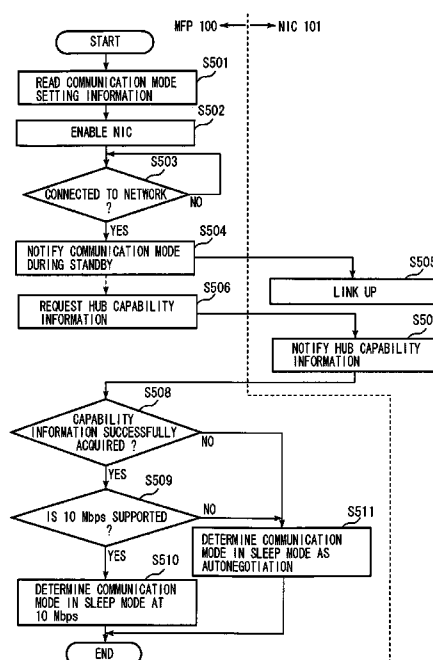 MFP 100
NIC 101
START
S501
READ COMMUNICATION MODE
SETTING INFORMATION
S502
ENABLE NIC
S503
CONNECTED TO NETWORK
?
NO
YES
S504
NOTIFY COMMUNICATION MODE
DURING STANDBY
S505
LINK UP
S506
REQUEST HUB CAPABILITY
INFORMATION
S50
NOTIFY HUB CAPABILITY
INFORMATION
S508
CAPABILITY
INFORMATION SUCCESSFULLY
ACQUIRED ?
NO
YES
S509
IS 10 Mbps SUPPORTED
?
NO
YES
S511
DETERMINE COMMUNICATION
MODE IN SLEEP MODE AS
AUTONEGOTIATION
S510
DETERMINE COMMUNICATION
MODE IN SLEEP MODE AT
10 Mbps
END